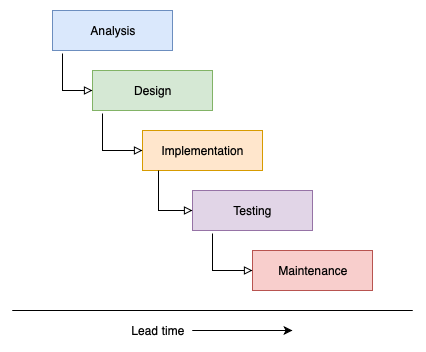 Analysis
Design
Implementation
Testing
Maintenance
Lead time